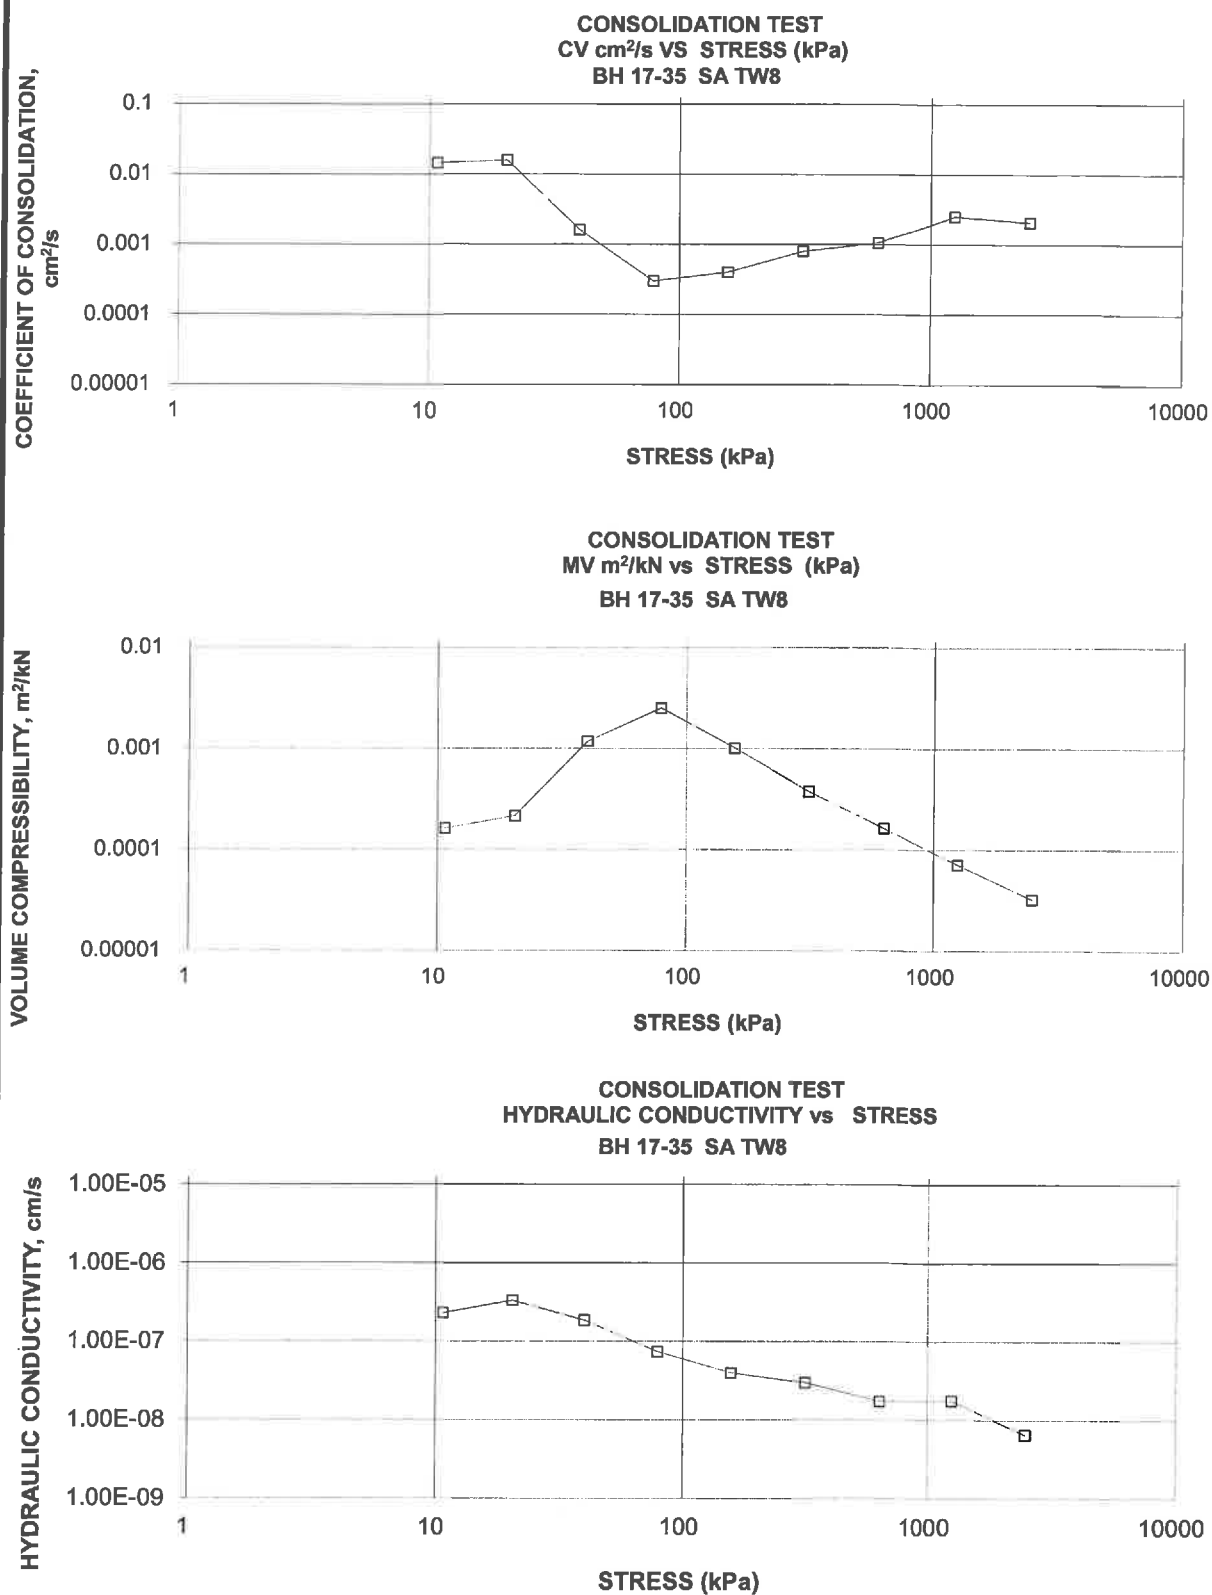 CONSOLIDATION TEST
CV cm²/s VS STRESS (kPa)
BH 17-35 SA TW8
COEFFICIENT OF CONSOLIDATION,
cm²/s
0.1
0.01
0.001
0.0001
0.00001
1 10 100 1000 10000
STRESS (kPa)
CONSOLIDATION TEST
MV m²/kN vs STRESS (kPa)
BH 17-35 SA TW8
VOLUME COMPRESSIBILITY, m²/kN
0.01
0.001
0.0001
0.00001
1 10 100 1000 10000
STRESS (kPa)
CONSOLIDATION TEST
HYDRAULIC CONDUCTIVITY vs STRESS
BH 17-35 SA TW8
HYDRAULIC CONDUCTIVITY, cm/s
1.00E-05
1.00E-06
1.00E-07
1.00E-08
1.00E-09
1 10 100 1000 10000
STRESS (kPa)